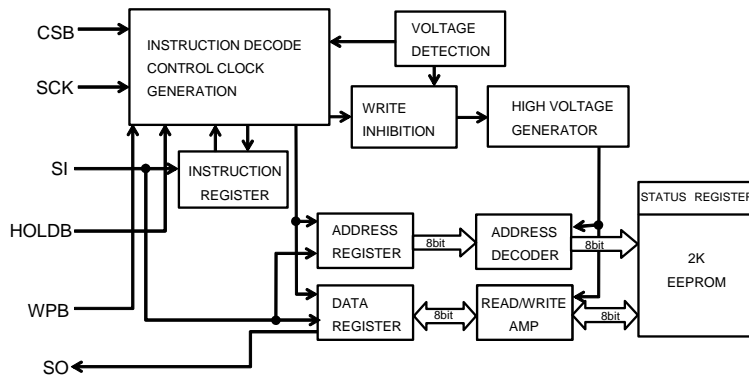 CSB
SCK
SI
HOLDB
WPB
SO
INSTRUCTION DECODE
CONTROL CLOCK
GENERATION
VOLTAGE
DETECTION
WRITE
INHIBITION
HIGH VOLTAGE
GENERATOR
INSTRUCTION
REGISTER
ADDRESS
REGISTER
8bit
ADDRESS
DECODER
8bit
DATA
REGISTER
8bit
READ/WRITE
AMP
8bit
STATUS REGISTER
2K
EEPROM